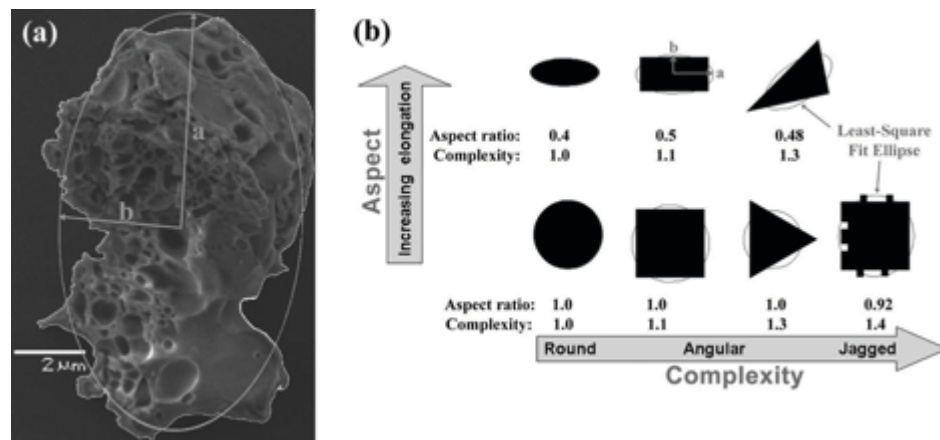 (a)
a
b
2 µm
(b)
b
a
Aspect
Increasing elongation
Aspect ratio: 0.4 0.5 0.48
Complexity: 1.0 1.1 1.3
Least-Square
Fit Ellipse
Aspect ratio: 1.0 1.0 1.0 0.92
Complexity: 1.0 1.1 1.3 1.4
Round Angular Jagged
Complexity